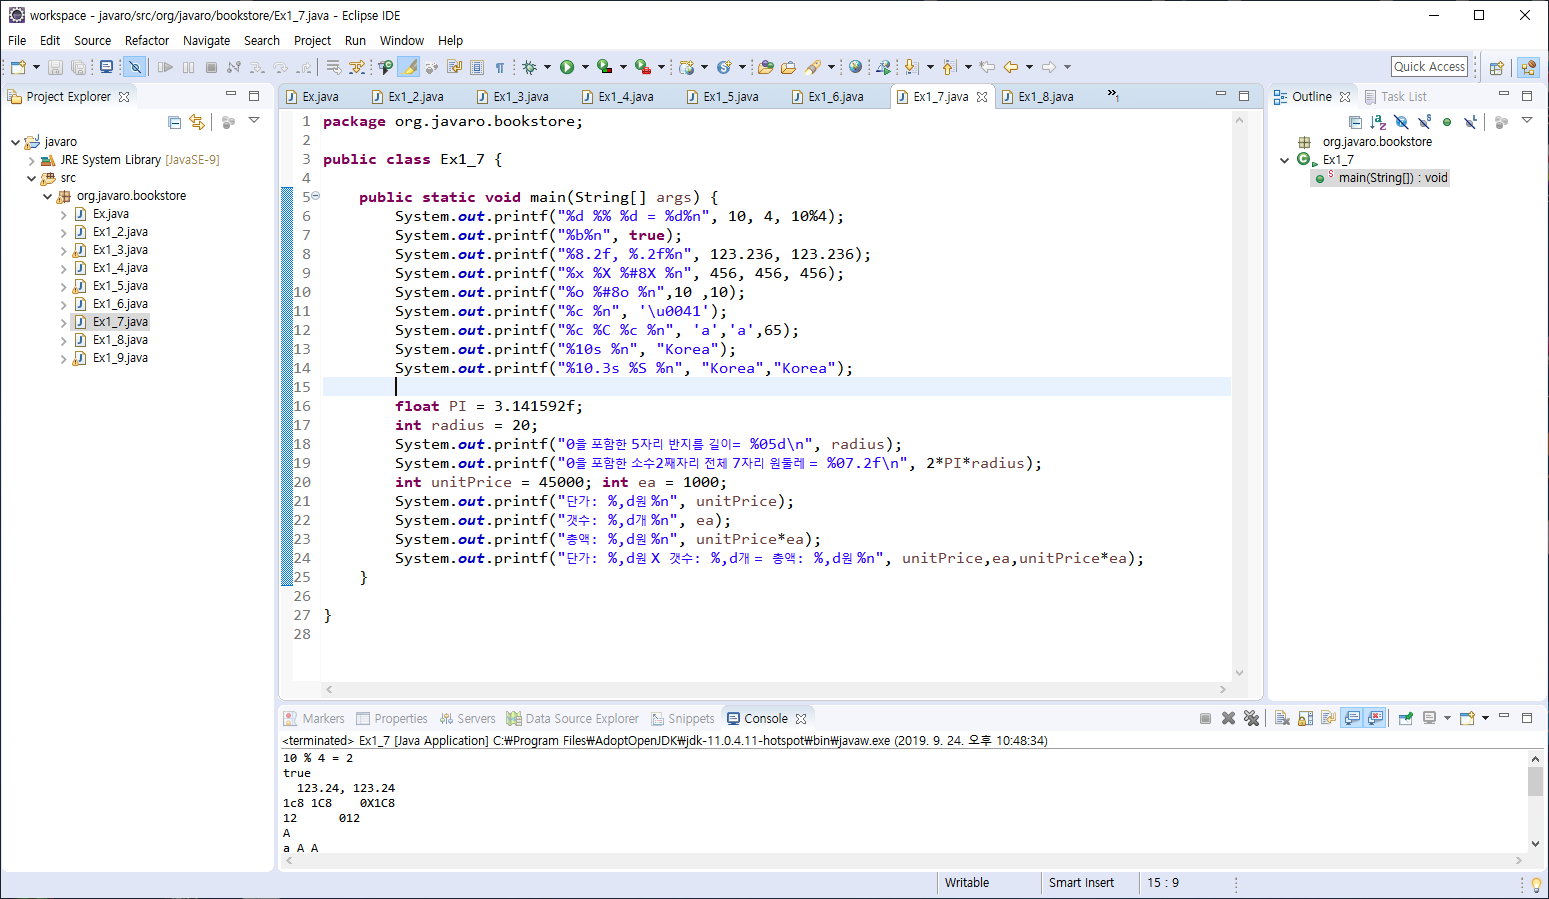 workspace - javaro/src/org/javaro/bookstore/Ex1_7.java - Eclipse IDE
File Edit Source Refactor Navigate Search Project Run Window Help
Quick Access
Project Explorer
javaro
JRE System Library [JavaSE-9]
src
org.javaro.bookstore
Ex.java
Ex1_2.java
Ex1_3.java
Ex1_4.java
Ex1_5.java
Ex1_6.java
Ex1_7.java
Ex1_8.java
Ex1_9.java
Ex.java Ex1_2.java Ex1_3.java Ex1_4.java Ex1_5.java Ex1_6.java Ex1_7.java Ex1_8.java »1
1 package org.javaro.bookstore;
2
3 public class Ex1_7 {
4
5 public static void main(String[] args) {
6 System.out.printf("%d %% %d = %d%n", 10, 4, 10%4);
7 System.out.printf("%b%n", true);
8 System.out.printf("%8.2f, %.2f%n", 123.236, 123.236);
9 System.out.printf("%x %X %#8X %n", 456, 456, 456);
10 System.out.printf("%o %#8o %n",10 ,10);
11 System.out.printf("%c %n", '\u0041');
12 System.out.printf("%c %C %c %n", 'a','a',65);
13 System.out.printf("%10s %n", "Korea");
14 System.out.printf("%10.3s %S %n", "Korea","Korea");
15
16 float PI = 3.141592f;
17 int radius = 20;
18 System.out.printf("0을 포함한 5자리 반지름 길이= %05d\n", radius);
19 System.out.printf("0을 포함한 소수2째자리 전체 7자리 원둘레 = %07.2f\n", 2*PI*radius);
20 int unitPrice = 45000; int ea = 1000;
21 System.out.printf("단가: %,d원 %n", unitPrice);
22 System.out.printf("갯수: %,d개 %n", ea);
23 System.out.printf("총액: %,d원 %n", unitPrice*ea);
24 System.out.printf("단가: %,d원 X 갯수: %,d개 = 총액: %,d원 %n", unitPrice,ea,unitPrice*ea);
25 }
26
27 }
28
Outline Task List
org.javaro.bookstore
Ex1_7
main(String[]) : void
Markers Properties Servers Data Source Explorer Snippets Console
<terminated> Ex1_7 [Java Application] C:₩Program Files₩AdoptOpenJDK₩jdk-11.0.4.11-hotspot₩bin₩javaw.exe (2019. 9. 24. 오후 10:48:34)
10 % 4 = 2
true
123.24, 123.24
1c8 1C8 0X1C8
12 012
A
a A A
Writable Smart Insert 15 : 9